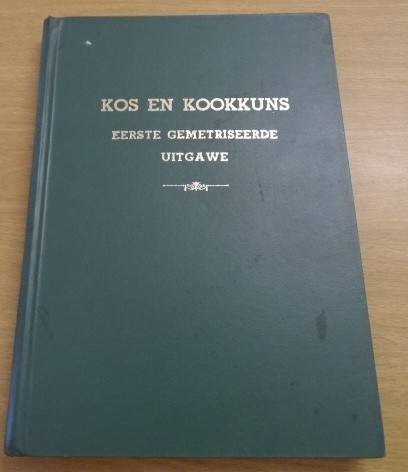 KOS EN KOOKKUNS
EERSTE GEMETRISEERDE
UITGAWE